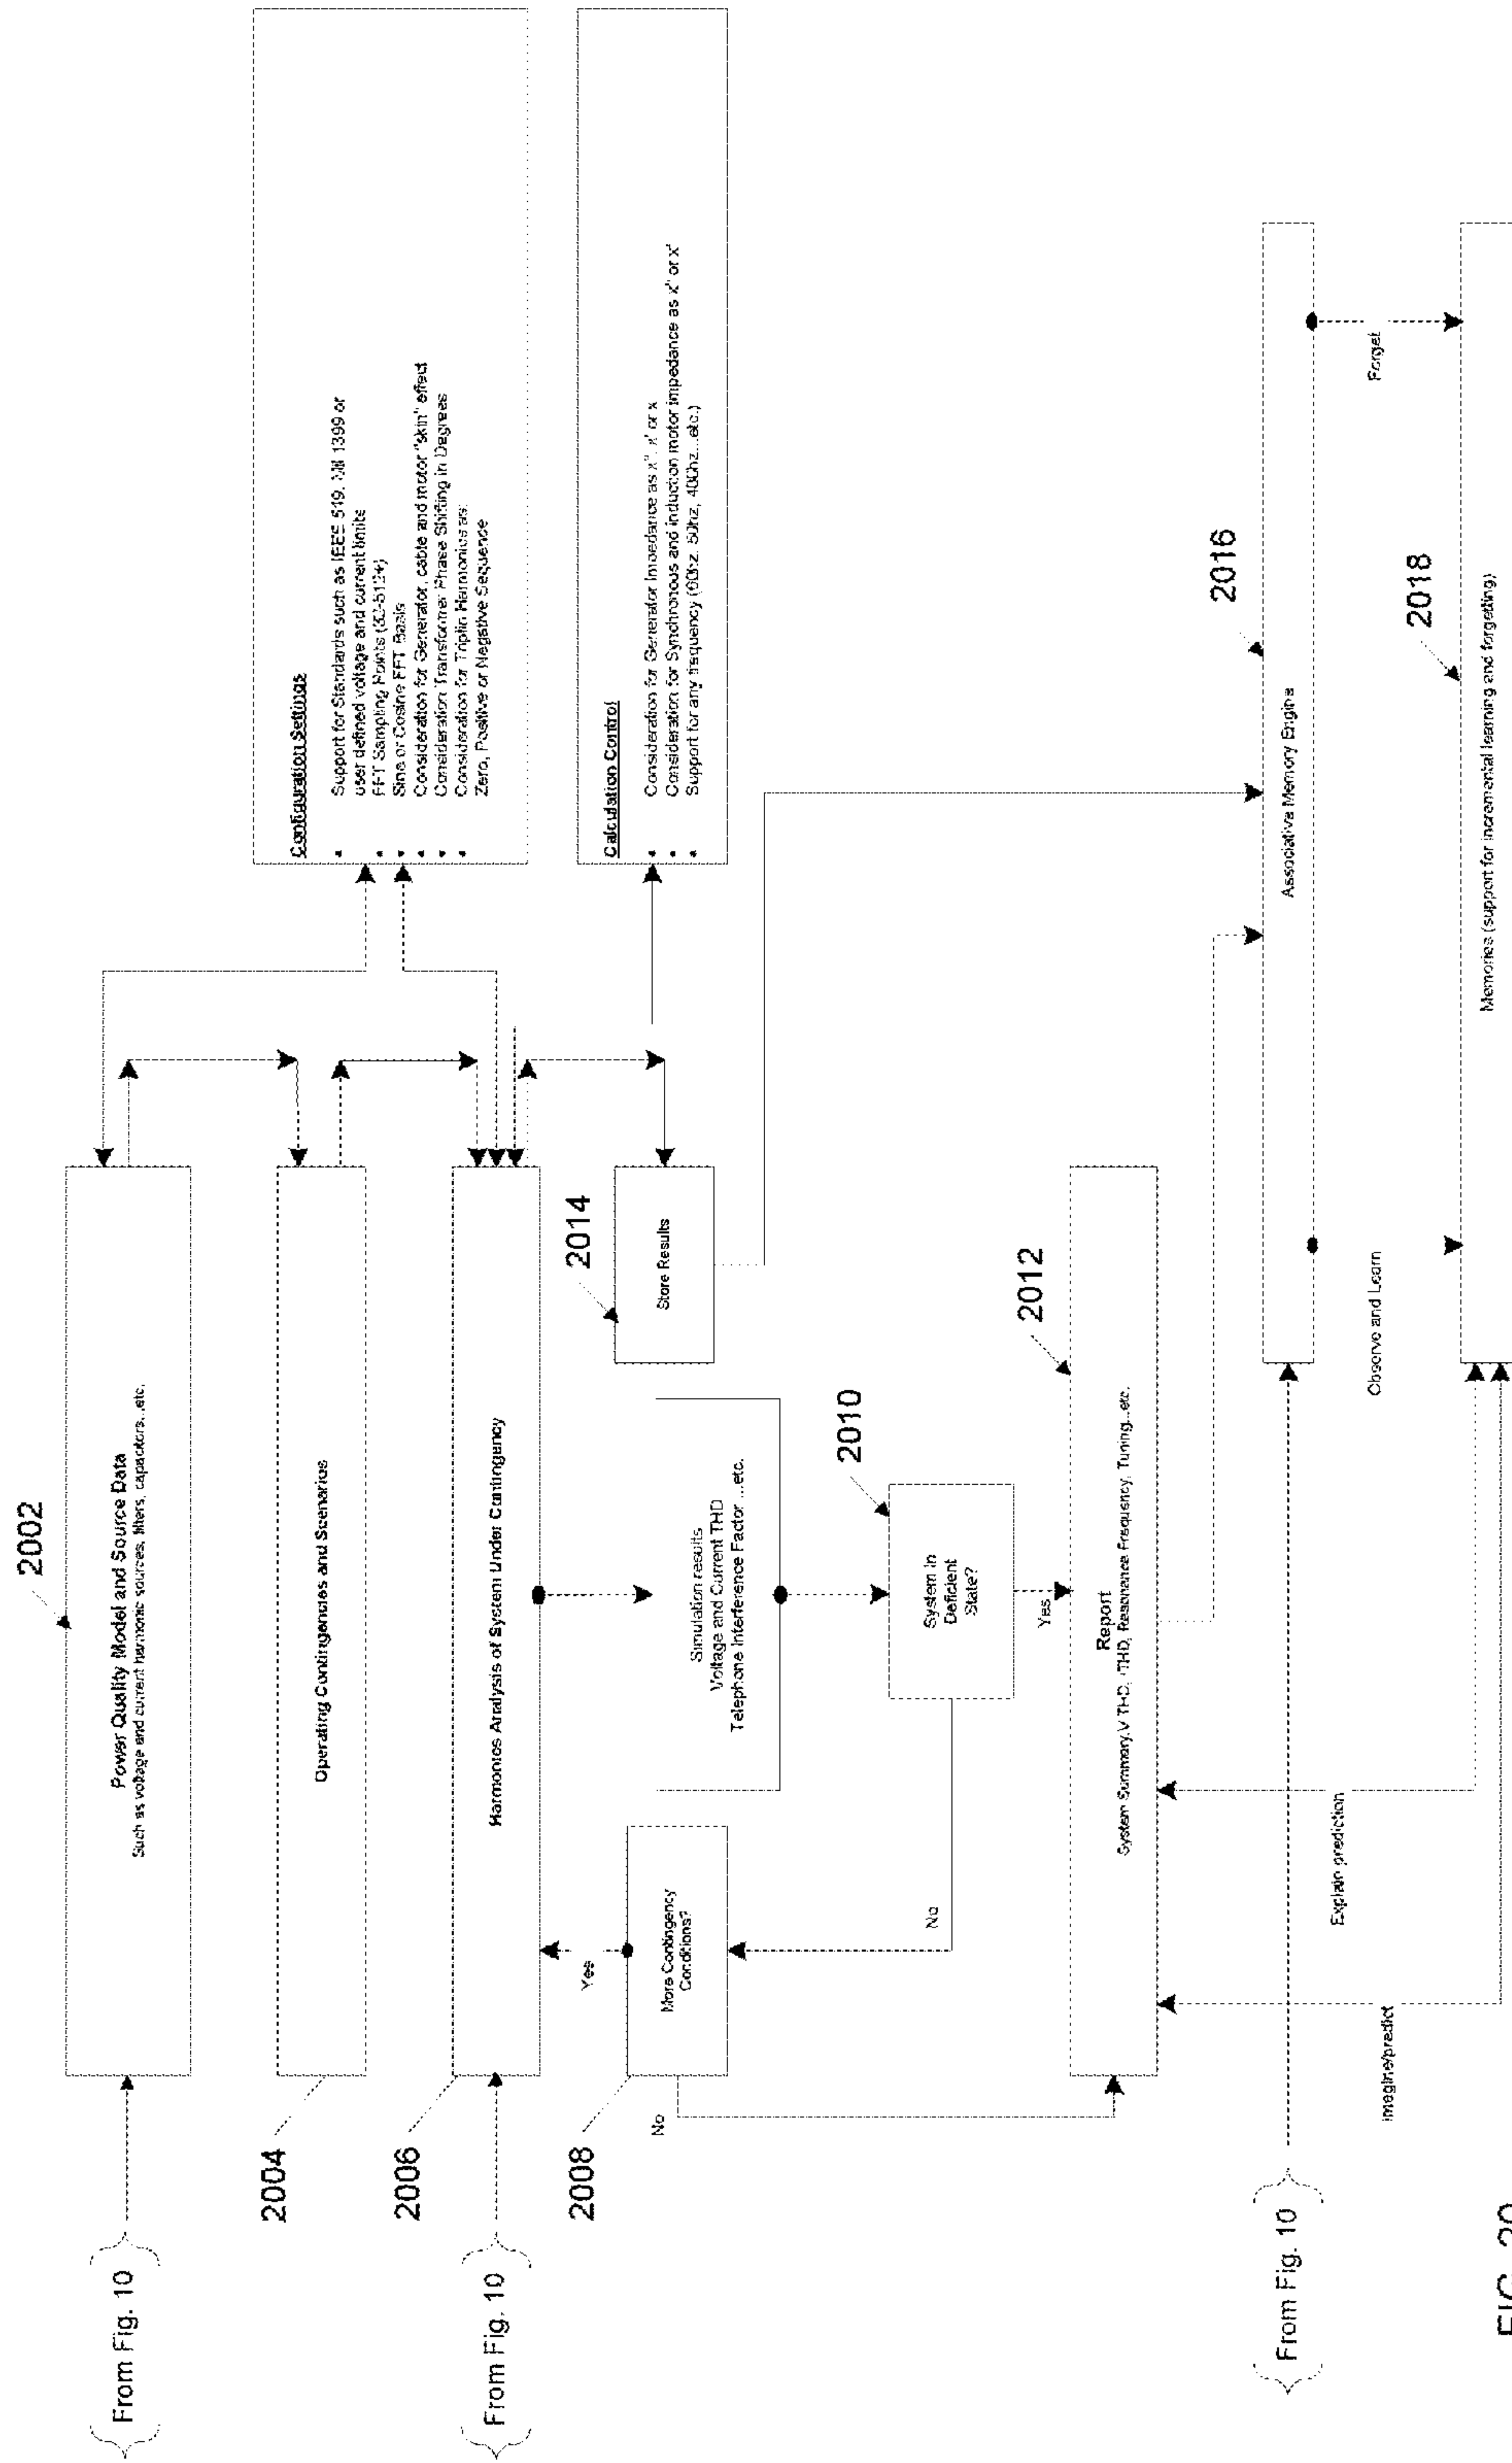 2002
Power Quality Model and Source Data
Such as voltage and current harmonic sources, filters, capacitors...etc.
From Fig. 10
Configuration Settings
Support for Standards such as IEEE 519, Mil 1399 or
user defined voltage and current limits
FFT Sampling Points (32-512+)
Sine or Cosine FFT Basis
Consideration for Generator, cable and motor "skin" effect
Consideration Transformer Phase Shifting in Degrees
Consideration for Triplin Harmonics as:
Zero, Positive or Negative Sequence
2004
Operating Contingencies and Scenarios
2006
Harmonics Analysis of System Under Contingency
From Fig. 10
Calculation Control
Consideration for Generator Impedance as x", x' or x
Consideration for Synchronous and induction motor impedance as x" or x'
Support for any frequency (60hz, 50hz, 400hz...etc.)
2014
Store Results
Simulation results
Voltage and Current THD
Telephone Interference Factor ...etc.
2008
More Contingency
Conditions?
Yes
No
2010
System In
Deficient
State?
No
Yes
2012
Report
System Summary, V THD, I THD, Resonance Frequency, Tuning...etc.
2016
Associative Memory Engine
From Fig. 10
Explain prediction
Imagine/predict
Observe and Learn
Forget
2018
Memories (support for incremental learning and forgetting)
FIG. 20